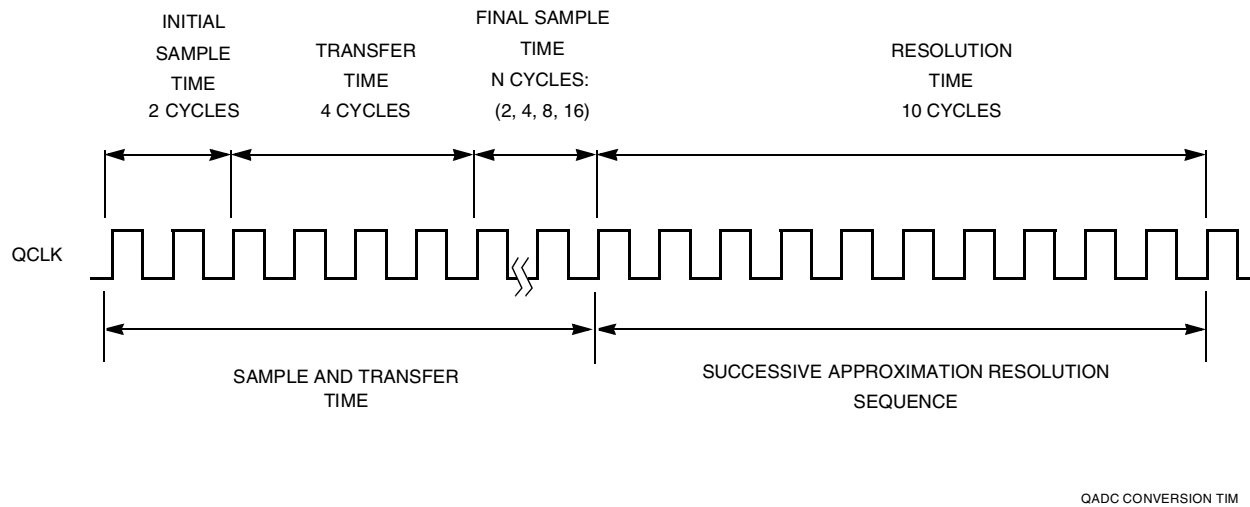 INITIAL
SAMPLE
TIME
2 CYCLES
TRANSFER
TIME
4 CYCLES
FINAL SAMPLE
TIME
N CYCLES:
(2, 4, 8, 16)
RESOLUTION
TIME
10 CYCLES
QCLK
SAMPLE AND TRANSFER
TIME
SUCCESSIVE APPROXIMATION RESOLUTION
SEQUENCE
QADC CONVERSION TIM